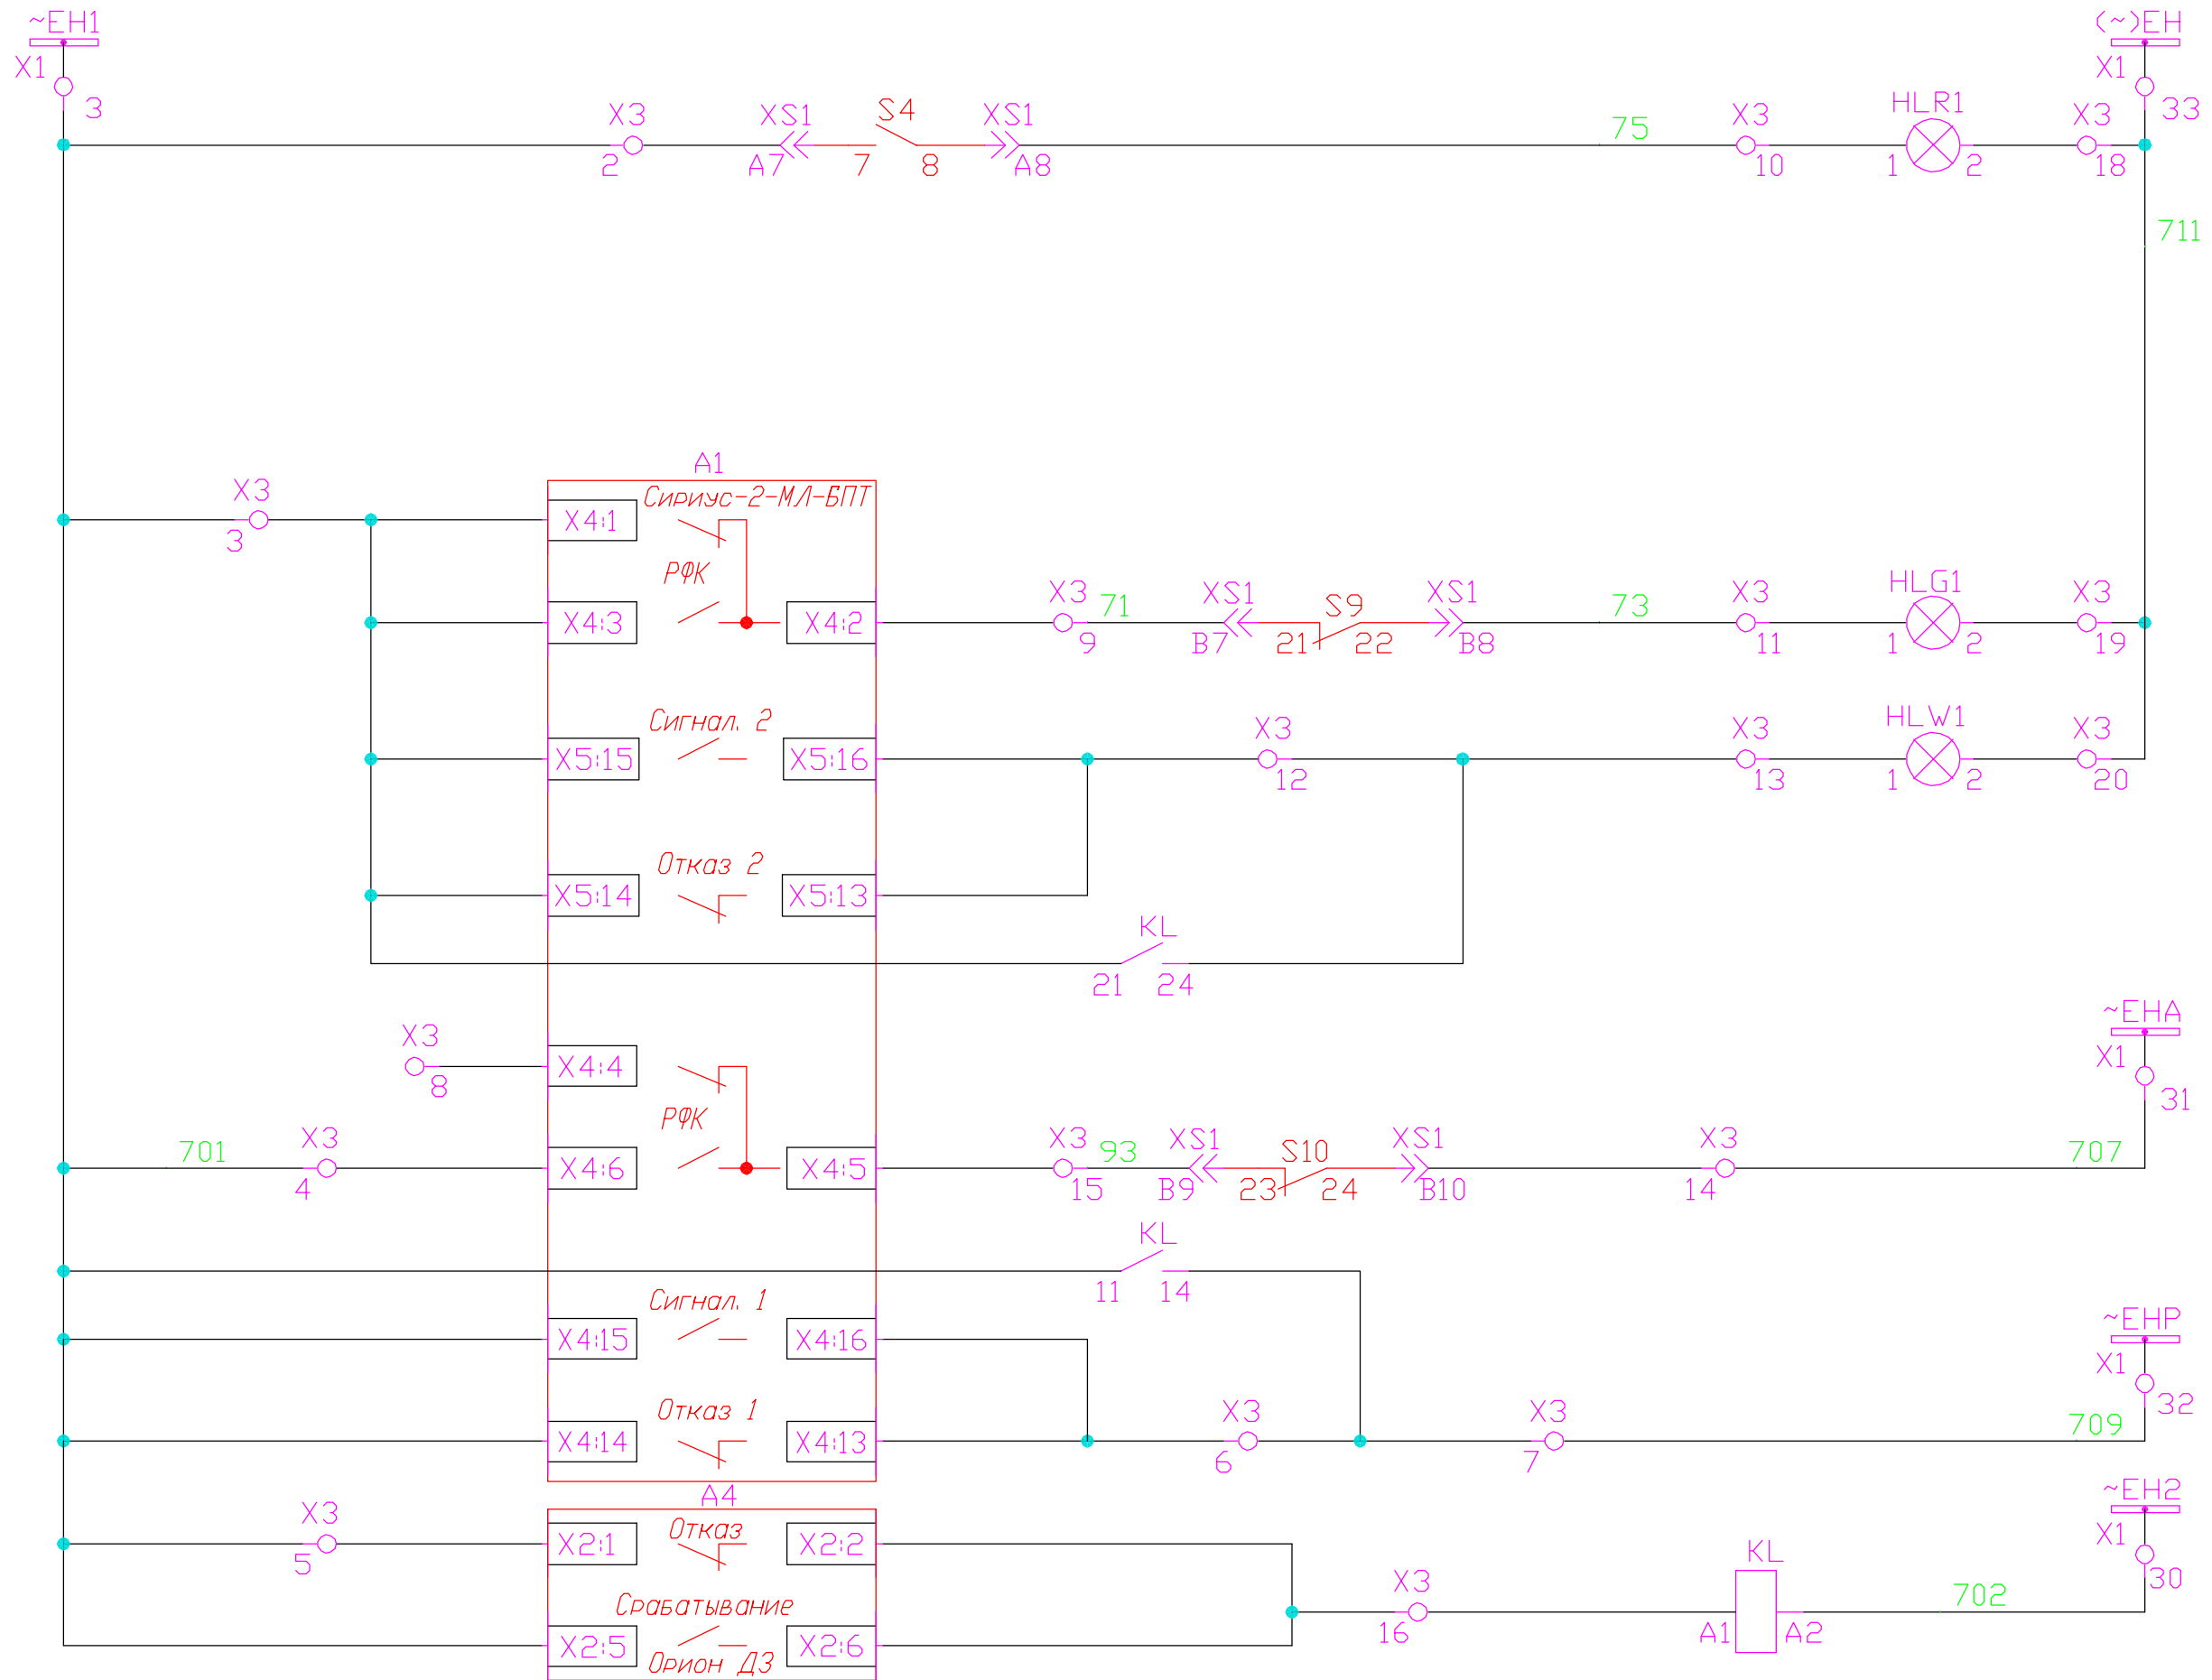 ~EH1 (~)EH
X1 X1
3 X3 XS1 S4 XS1 75 X3 HLR1 X3 33
2 A7 7 8 A8 10 1 2 18
711
A1
X3 Сириус-2-МЛ-БПТ
X4:1
3
РФК X3 71 XS1 S9 XS1 73 X3 HLG1 X3
X4:3 X4:2
9 B7 21 22 B8 11 1 2 19
Сигнал. 2 X3 X3 HLW1 X3
X5:15 X5:16
12 13 1 2 20
Отказ 2
X5:14 X5:13
KL
21 24
~EHA
X3 X1
X4:4
8 31
РФК X3 93 XS1 S10 XS1 X3
701 X3 707
X4:6 X4:5
4 15 B9 23 24 B10 14
KL
11 14
Сигнал. 1 ~EHP
X4:15 X4:16 X1
Отказ 1 X3 X3 32
709
X4:14 X4:13
6 7
A4 ~EH2
X3 Отказ X1
X2:1 X2:2 KL
5 X3 30
Срабатывание 702
X2:5 X2:6 16 A1 A2
Орион ДЗ